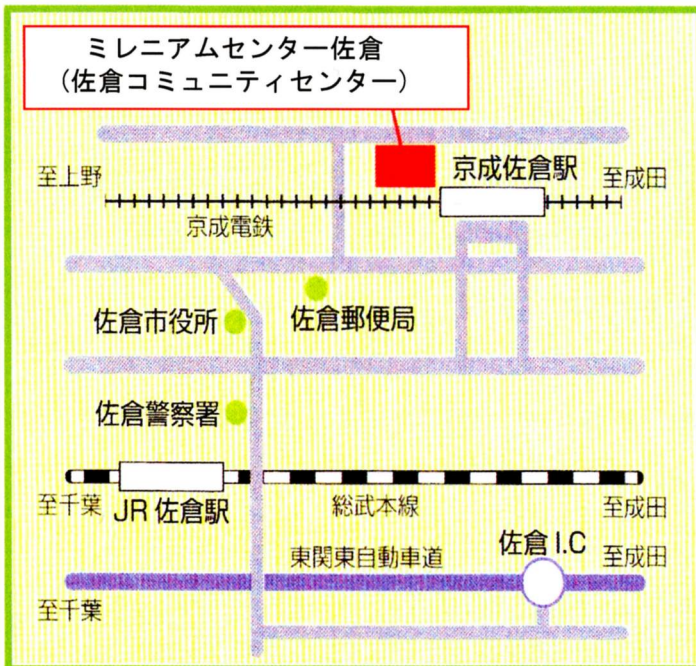 ミレニアムセンター佐倉
(佐倉コミュニティセンター)
至上野
京成佐倉駅
至成田
京成電鉄
佐倉市役所
佐倉郵便局
佐倉警察署
至千葉
JR 佐倉駅
総武本線
至成田
東関東自動車道
佐倉 I.C
至成田
至千葉